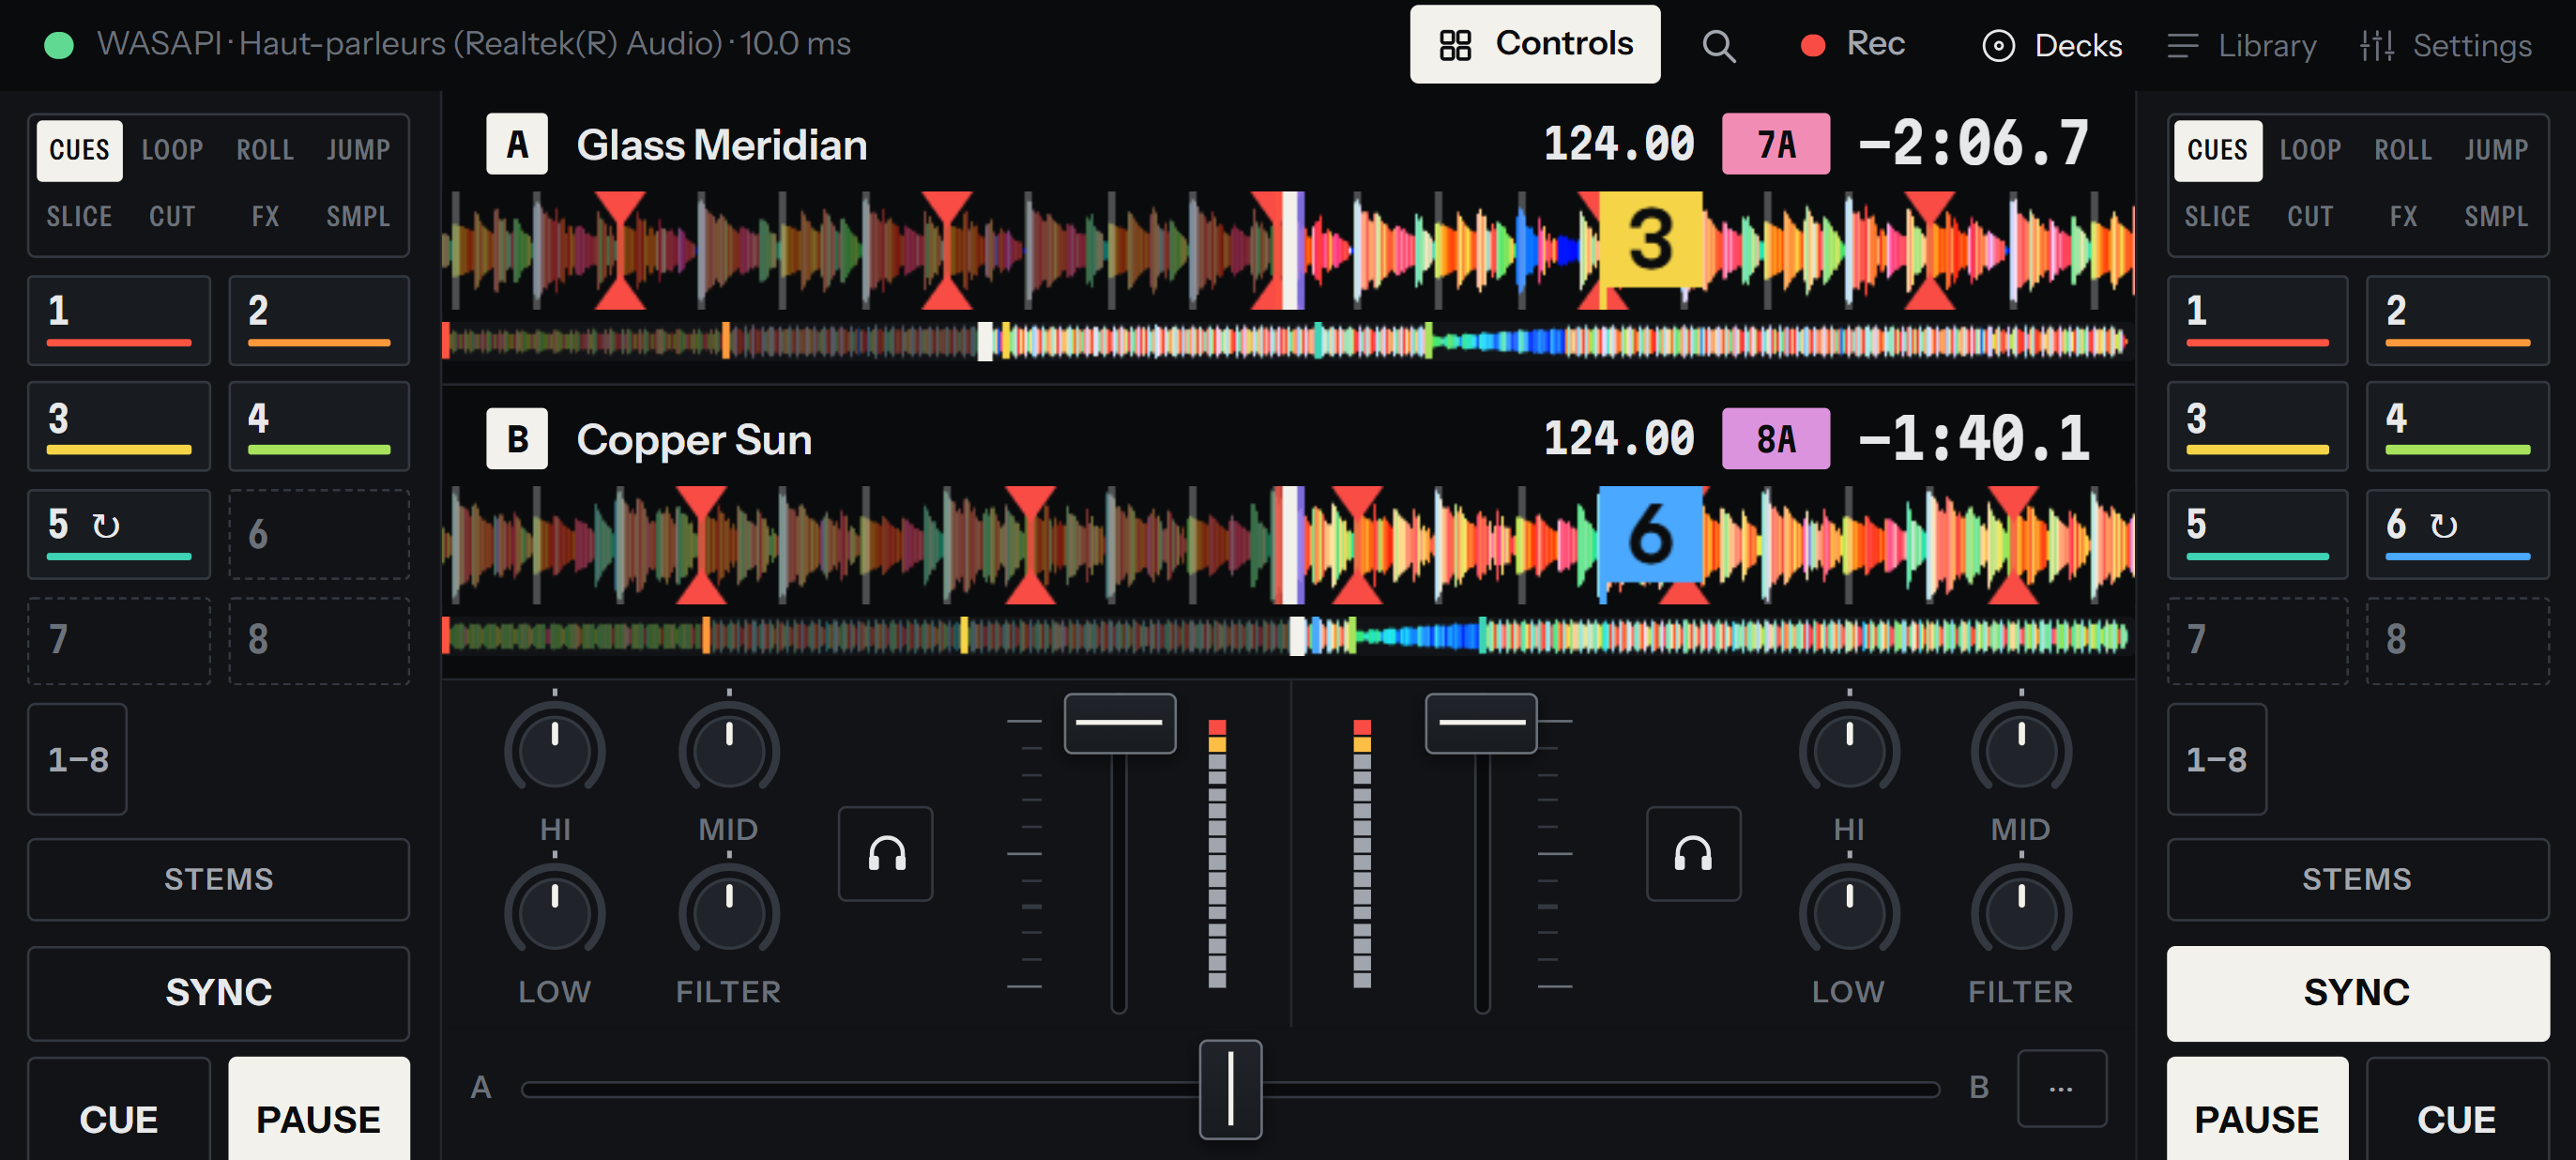 WASAPI · Haut-parleurs (Realtek(R) Audio) · 10.0 ms
Controls
Rec
Decks
Library
Settings
CUES LOOP ROLL JUMP
SLICE CUT FX SMPL
1 2
3 4
5 ↻ 6
7 8
1–8
STEMS
SYNC
CUE PAUSE
A Glass Meridian 124.00 7A −2:06.7
3
B Copper Sun 124.00 8A −1:40.1
6
HI MID
LOW FILTER
HI MID
LOW FILTER
A B ...
CUES LOOP ROLL JUMP
SLICE CUT FX SMPL
1 2
3 4
5 6 ↻
7 8
1–8
STEMS
SYNC
PAUSE CUE